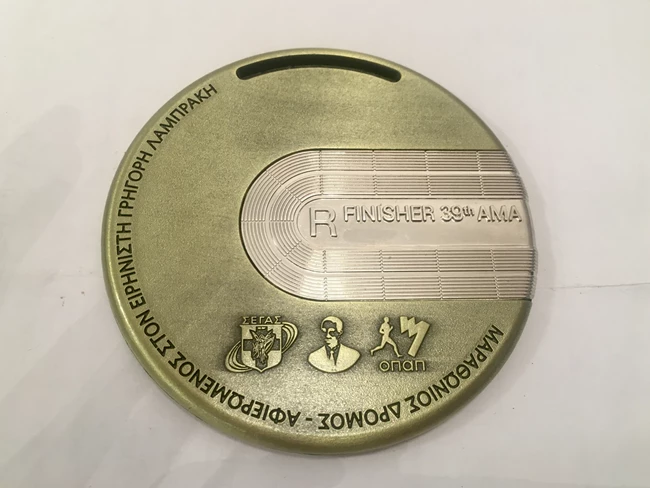 ΜΑΡΑΘΩΝΙΟΣ ΔΡΟΜΟΣ - ΑΦΙΕΡΩΜΕΝΟΣ ΣΤΟΝ ΕΙΡΗΝΙΣΤΗ ΓΡΗΓΟΡΗ ΛΑΜΠΡΑΚΗ
R FINISHER 39th AMA
ΣΕΓΑΣ
οπαπ